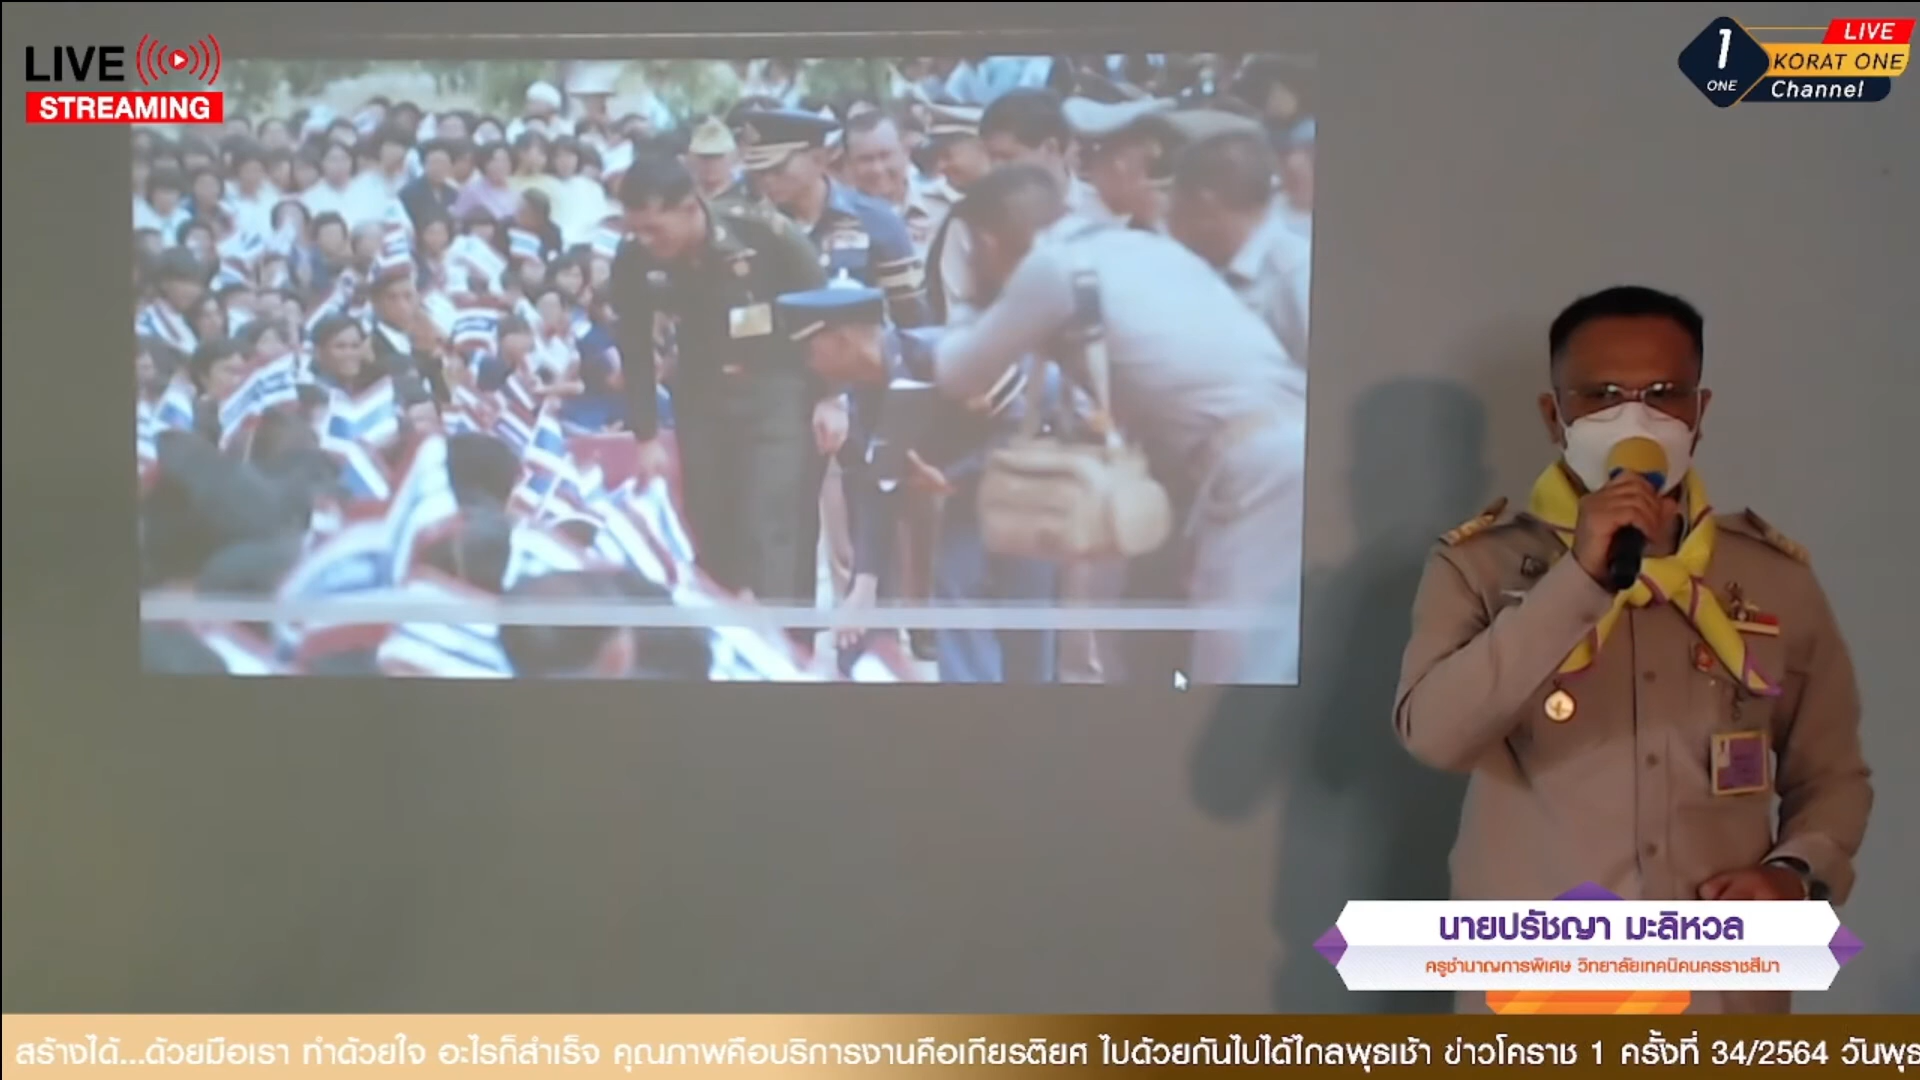 LIVE
STREAMING
LIVE
1
ONE
KORAT ONE
Channel
นายปรัชญา มะลิหวล
ครูชำนาญการพิเศษ วิทยาลัยเทคนิคนครราชสีมา
สร้างได้...ด้วยมือเรา ทำด้วยใจ อะไรก็สำเร็จ คุณภาพคือบริการงานคือเกียรติยศ ไปด้วยกันไปได้ไกลพุธเช้า ข่าวโคราช 1 ครั้งที่ 34/2564 วันพุธ